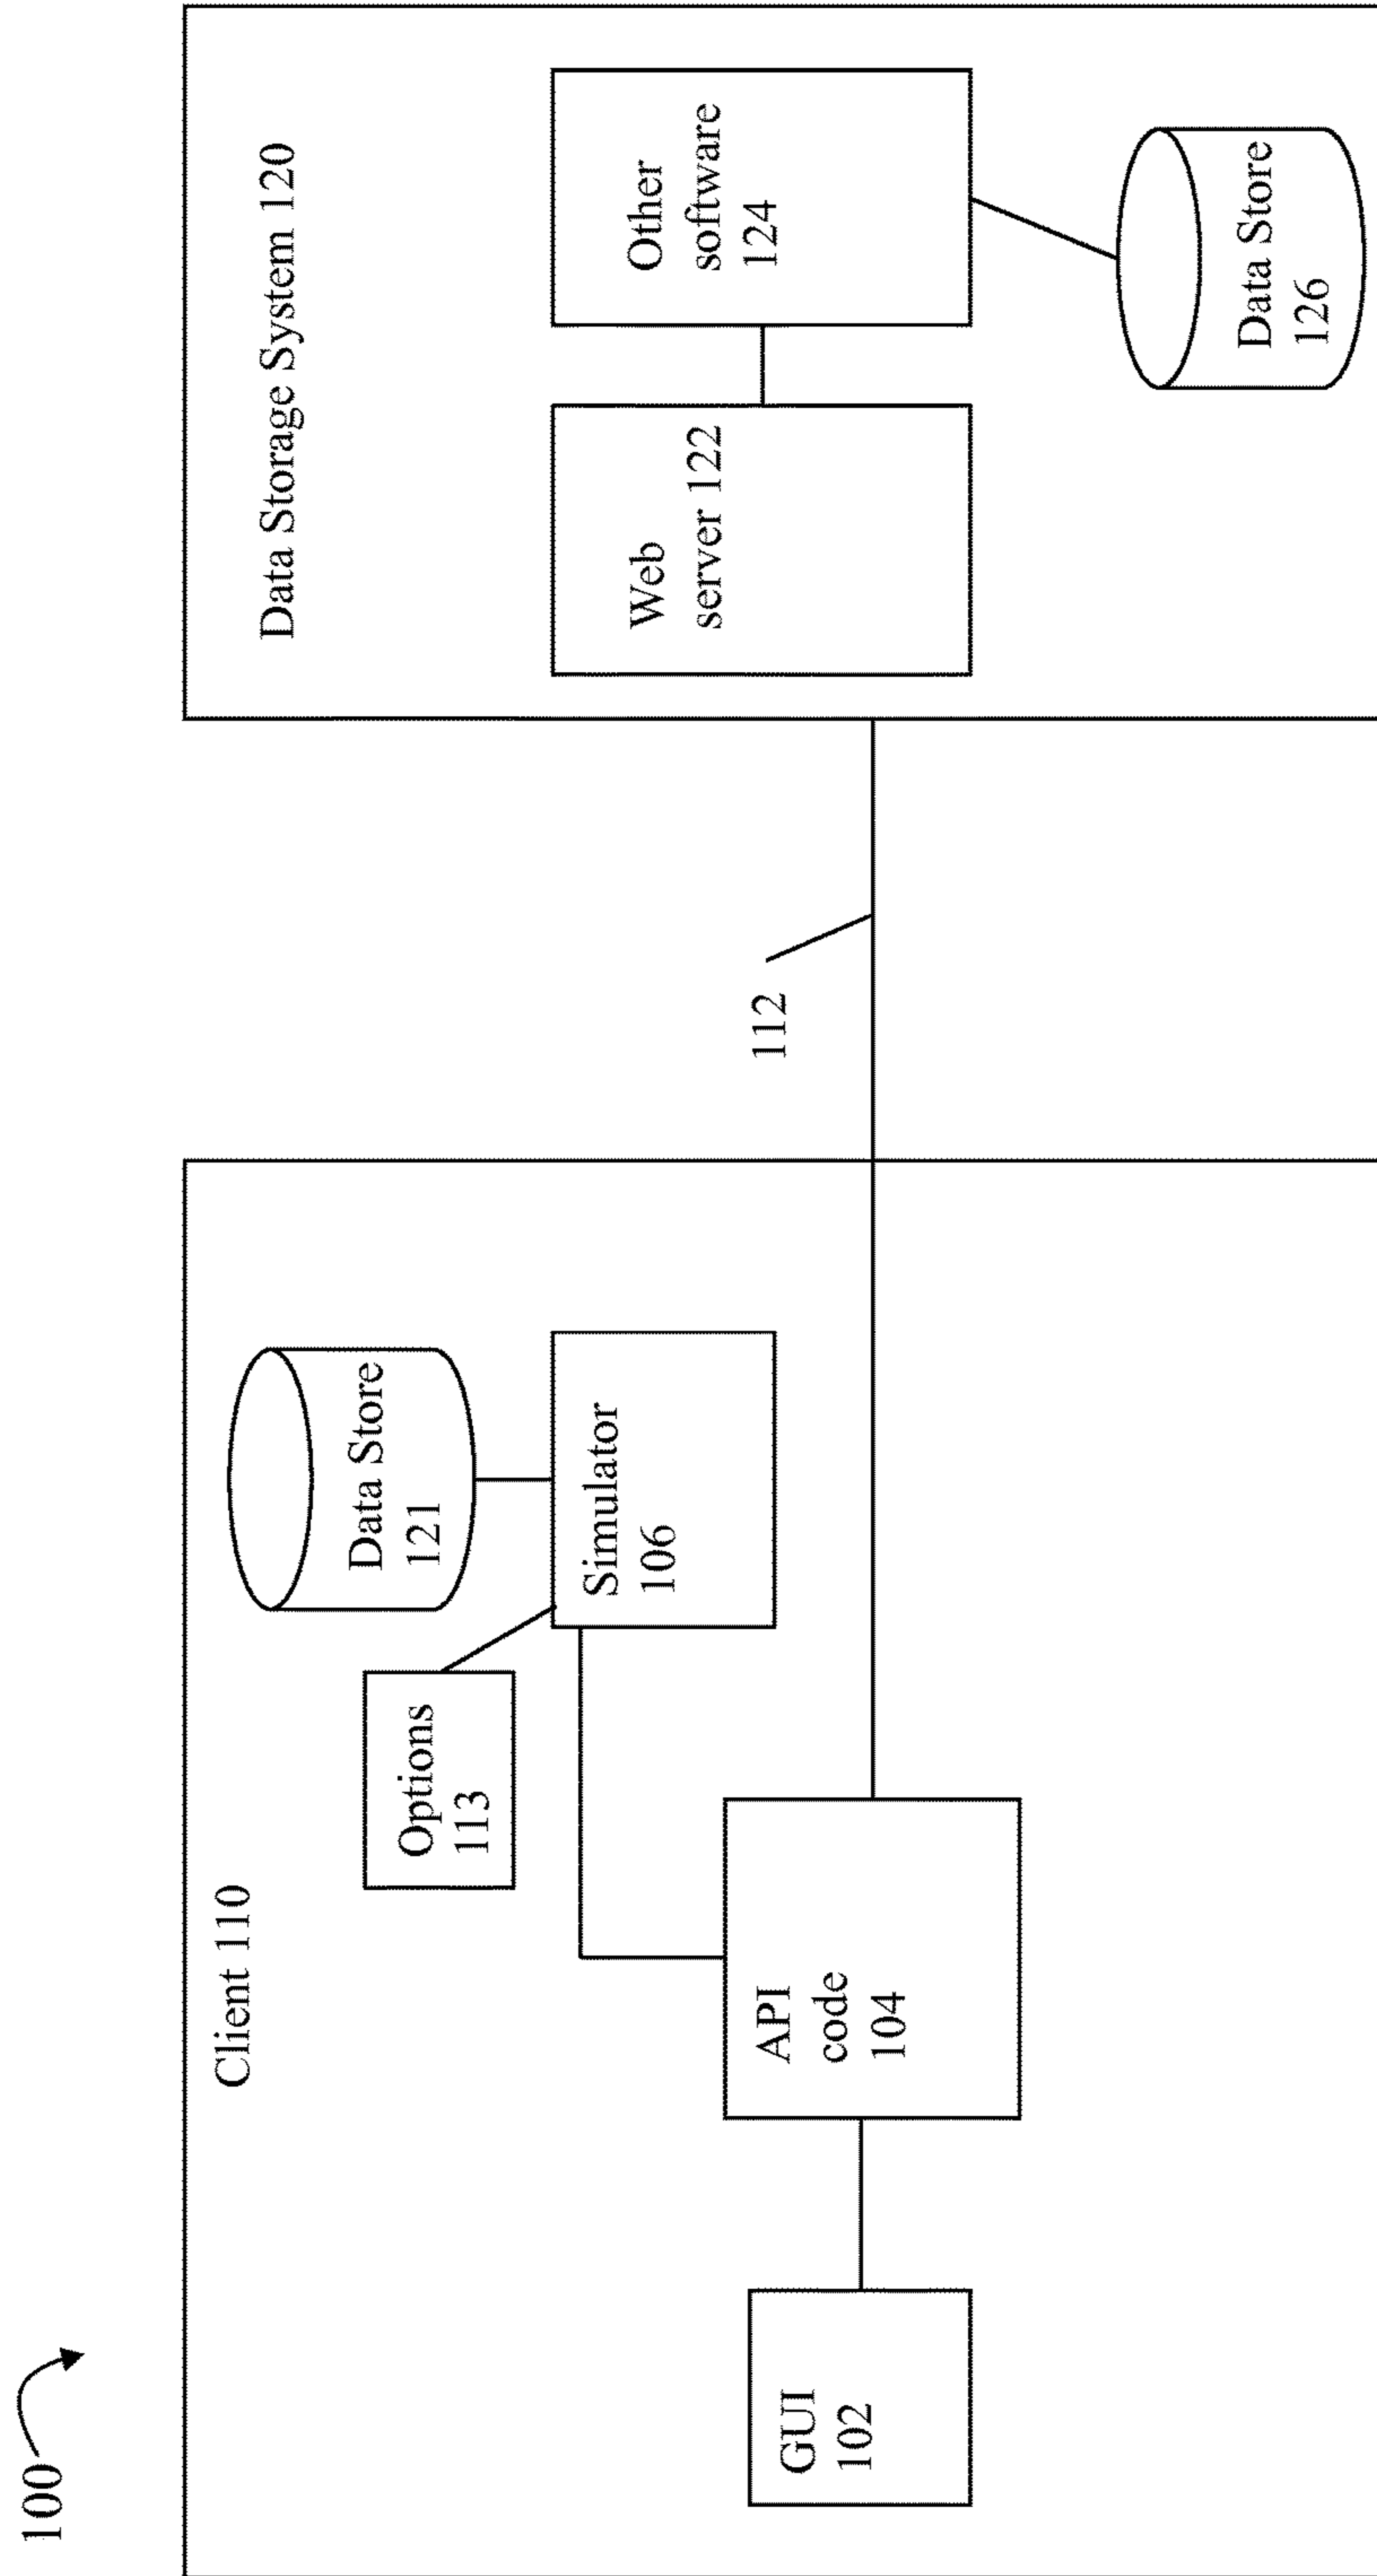 100
Client 110
GUI
102
API
code
104
Options
113
Data Store
121
Simulator
106
112
Data Storage System 120
Web
server 122
Other
software
124
Data Store
126